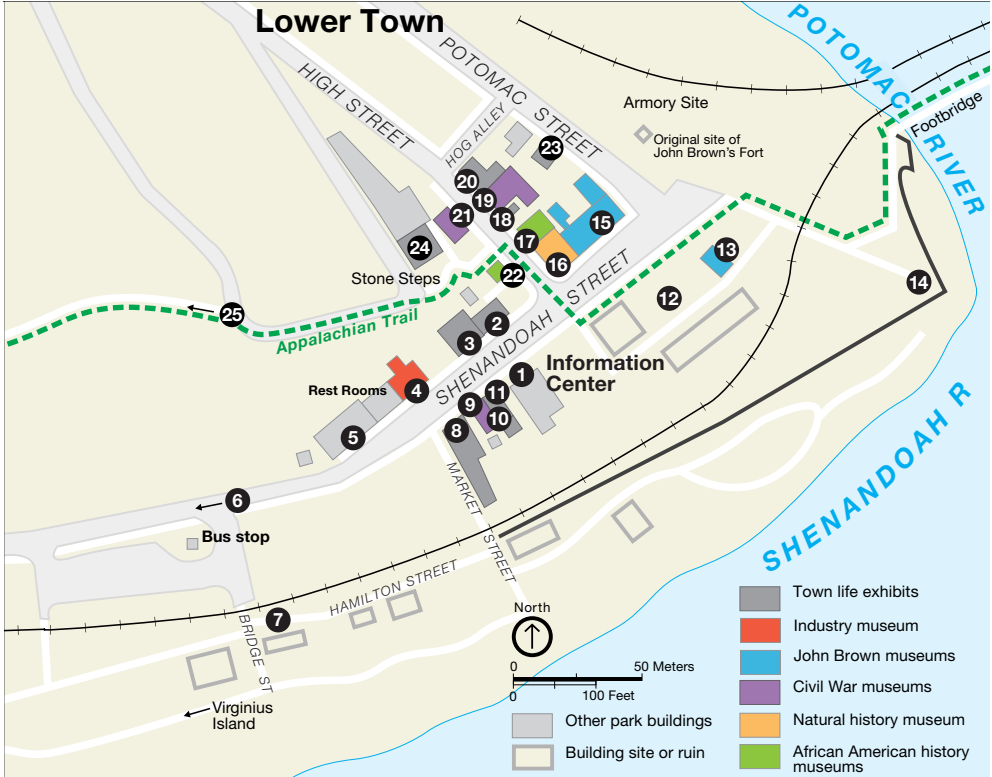 Lower Town
POTOMAC
RIVER
POTOMAC STREET
HIGH STREET
HOG ALLEY
Armory Site
Original site of
John Brown's Fort
Footbridge
23
20
19
18
21
15
17
16
24
22
13
14
12
Stone Steps
STREET
25
Appalachian Trail
2
3
SHENANDOAH
Information
Center
1
Rest Rooms
4
11
9
10
8
5
MARKET
STREET
6
Bus stop
SHENANDOAH R
HAMILTON STREET
7
BRIDGE ST
Virginius
Island
North
0
50 Meters
0
100 Feet
Other park buildings
Building site or ruin
Town life exhibits
Industry museum
John Brown museums
Civil War museums
Natural history museum
African American history
museums